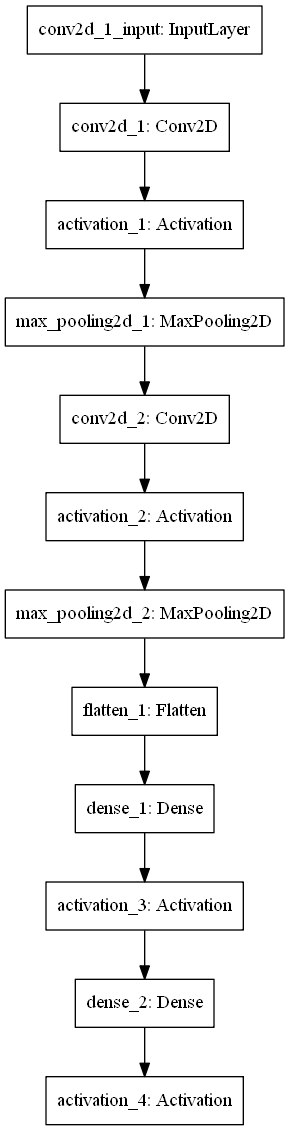 conv2d_1_input: InputLayer
conv2d_1: Conv2D
activation_1: Activation
max_pooling2d_1: MaxPooling2D
conv2d_2: Conv2D
activation_2: Activation
max_pooling2d_2: MaxPooling2D
flatten_1: Flatten
dense_1: Dense
activation_3: Activation
dense_2: Dense
activation_4: Activation